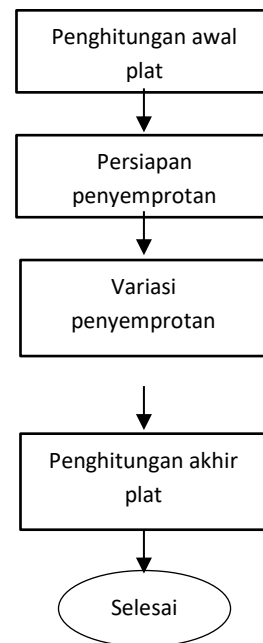 Penghitungan awal
plat
Persiapan
penyemprotan
Variasi
penyemprotan
Penghitungan akhir
plat
Selesai